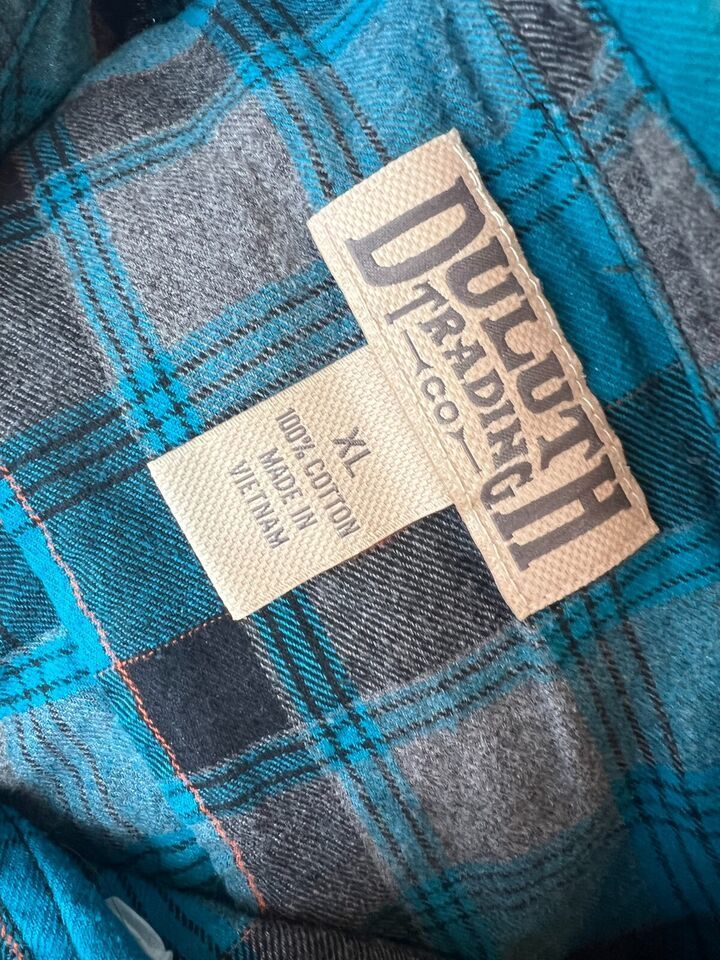 DULUTH
TRADING
CO
XL
100% COTTON
MADE IN
VIETNAM